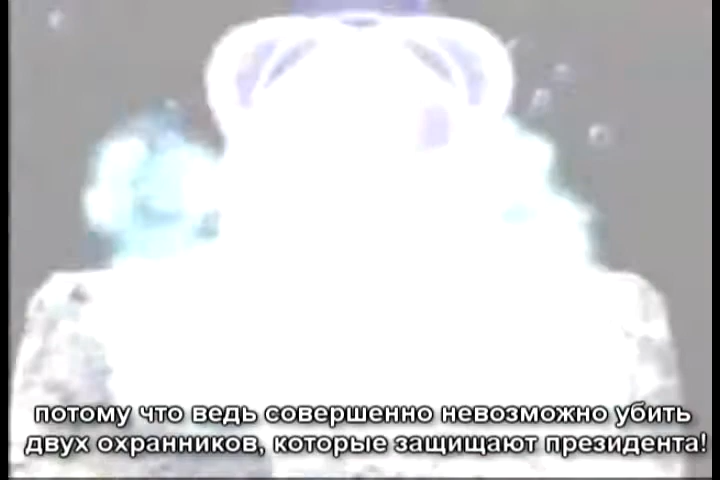 потому что ведь совершенно невозможно убить
двух охранников, которые защищают президента!